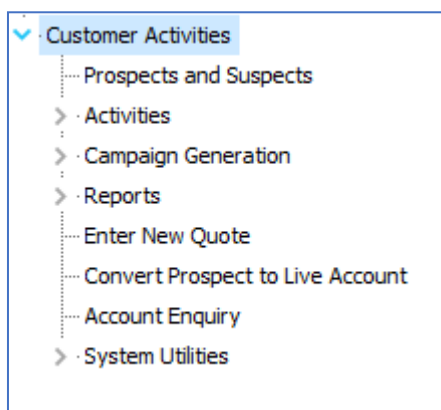 Customer Activities
Prospects and Suspects
Activities
Campaign Generation
Reports
Enter New Quote
Convert Prospect to Live Account
Account Enquiry
System Utilities